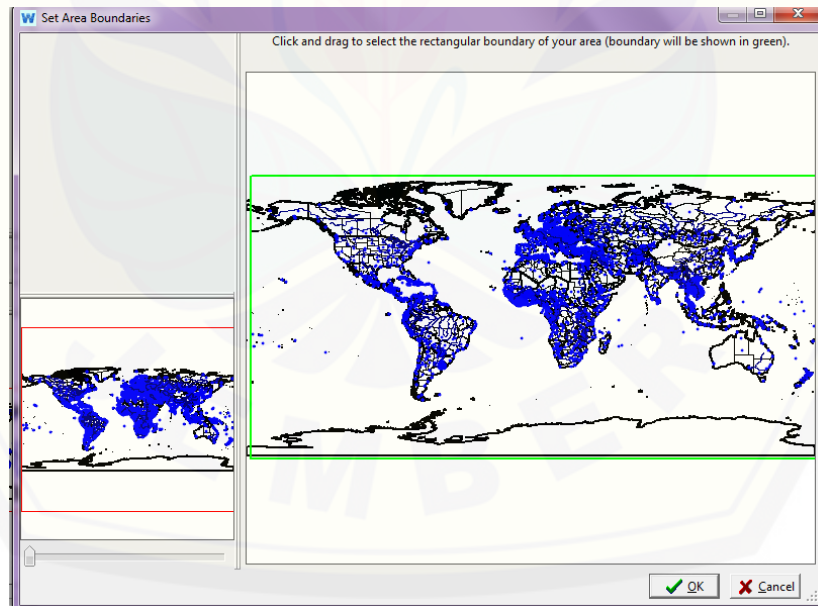 W Set Area Boundaries
Click and drag to select the rectangular boundary of your area (boundary will be shown in green).
OK
Cancel